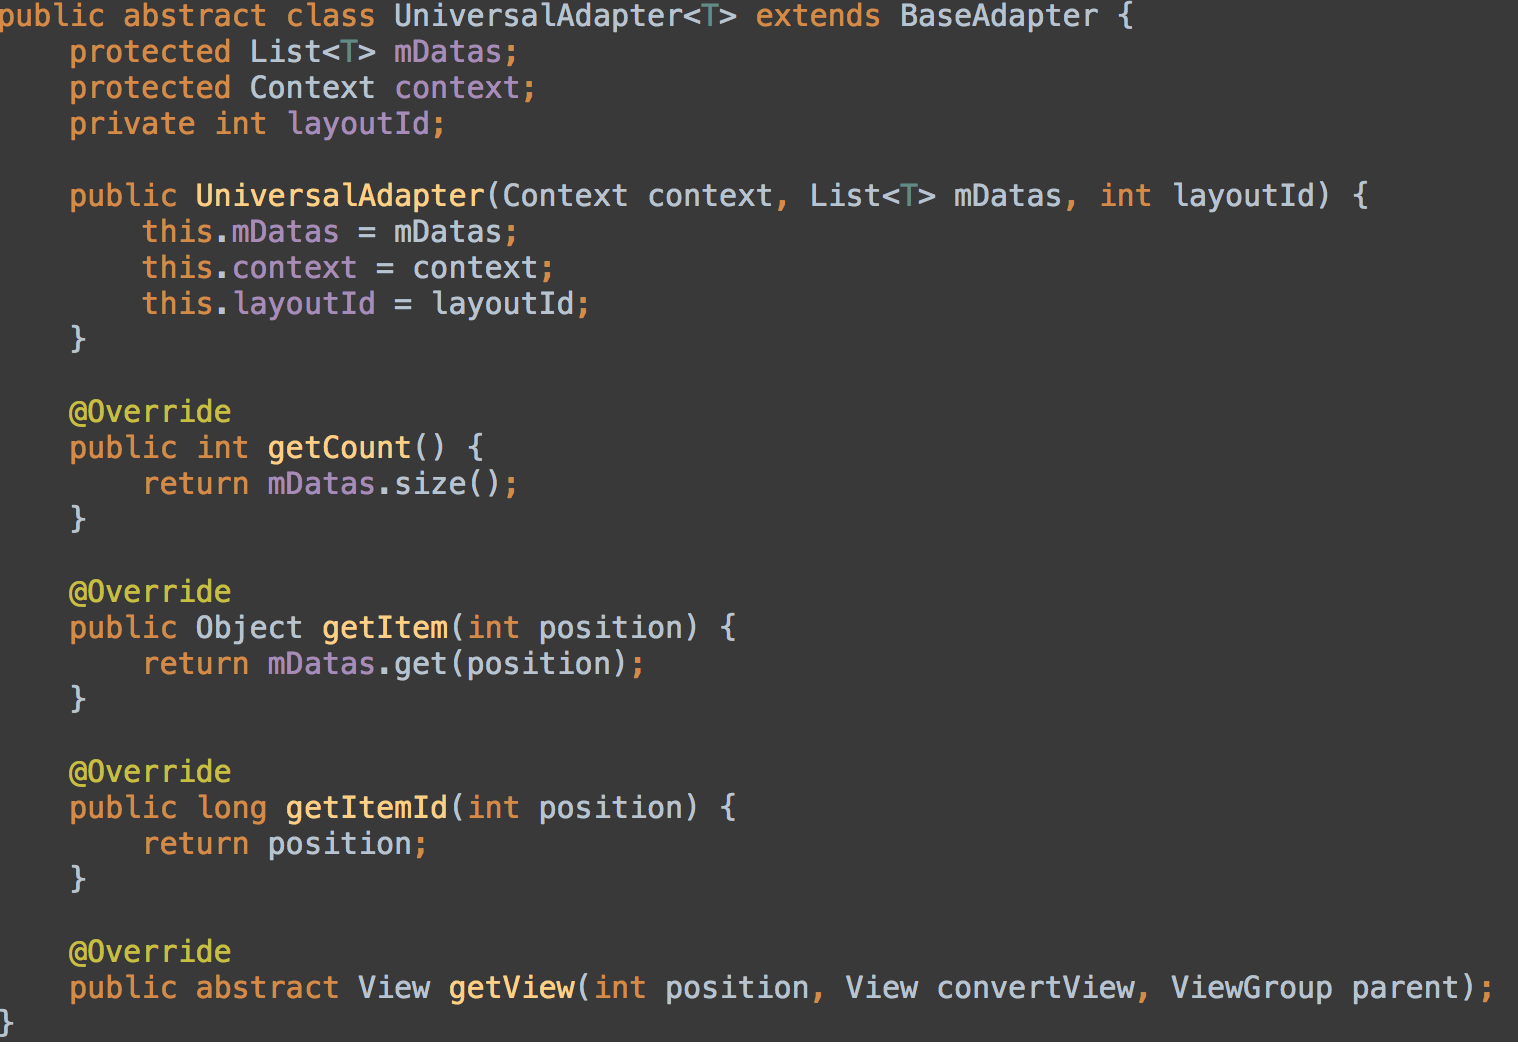 public abstract class UniversalAdapter<T> extends BaseAdapter {
    protected List<T> mDatas;
    protected Context context;
    private int layoutId;

    public UniversalAdapter(Context context, List<T> mDatas, int layoutId) {
        this.mDatas = mDatas;
        this.context = context;
        this.layoutId = layoutId;
    }

    @Override
    public int getCount() {
        return mDatas.size();
    }

    @Override
    public Object getItem(int position) {
        return mDatas.get(position);
    }

    @Override
    public long getItemId(int position) {
        return position;
    }

    @Override
    public abstract View getView(int position, View convertView, ViewGroup parent);
}